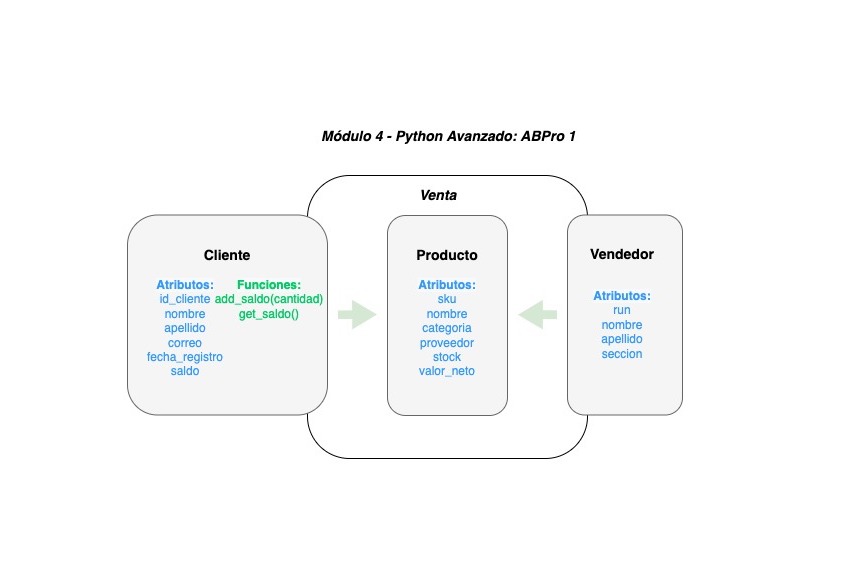 Módulo 4 - Python Avanzado: ABPro 1
Venta
Cliente
Atributos:
id_cliente
nombre
apellido
correo
fecha_registro
saldo
Funciones:
add_saldo(cantidad)
get_saldo()
Producto
Atributos:
sku
nombre
categoria
proveedor
stock
valor_neto
Vendedor
Atributos:
run
nombre
apellido
seccion